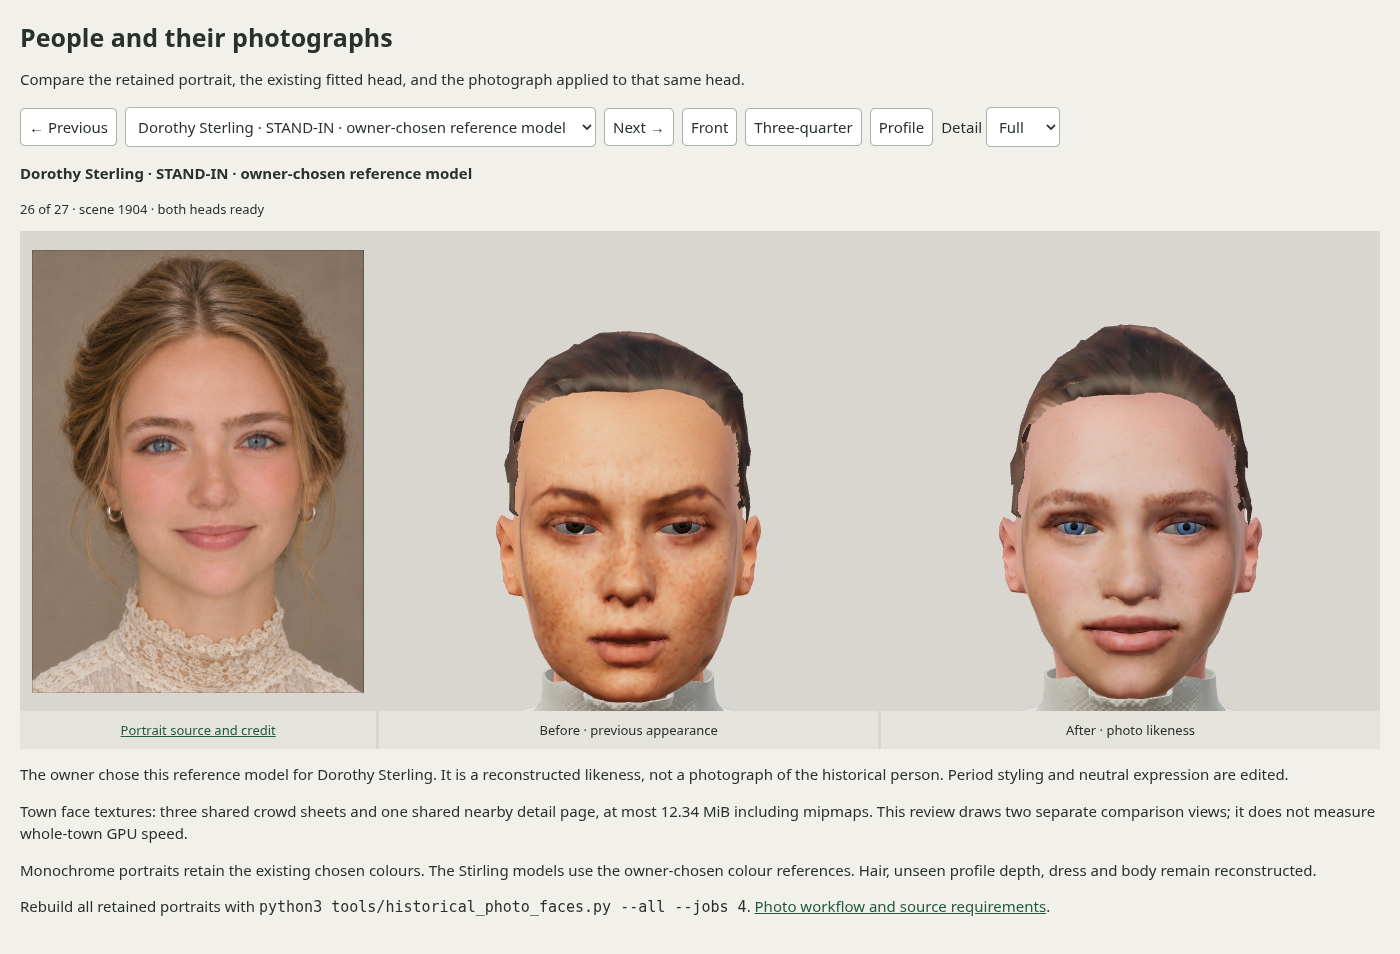 People and their photographs
Compare the retained portrait, the existing fitted head, and the photograph applied to that same head.
← Previous
Dorothy Sterling · STAND-IN · owner-chosen reference model
Next →
Front
Three-quarter
Profile
Detail
Full
Dorothy Sterling · STAND-IN · owner-chosen reference model
26 of 27 · scene 1904 · both heads ready
Portrait source and credit
Before · previous appearance
After · photo likeness
The owner chose this reference model for Dorothy Sterling. It is a reconstructed likeness, not a photograph of the historical person. Period styling and neutral expression are edited.
Town face textures: three shared crowd sheets and one shared nearby detail page, at most 12.34 MiB including mipmaps. This review draws two separate comparison views; it does not measure
whole-town GPU speed.
Monochrome portraits retain the existing chosen colours. The Stirling models use the owner-chosen colour references. Hair, unseen profile depth, dress and body remain reconstructed.
Rebuild all retained portraits with python3 tools/historical_photo_faces.py --all --jobs 4. Photo workflow and source requirements.